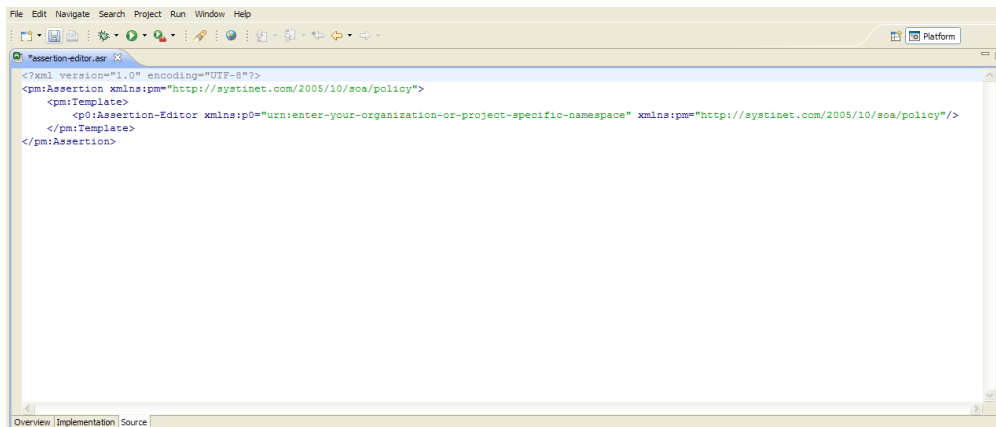 File Edit Navigate Search Project Run Window Help
Platform
*assertion-editor.asr
<?xml version="1.0" encoding="UTF-8"?>
<pm:Assertion xmlns:pm="http://systinet.com/2005/10/soa/policy">
<pm:Template>
<p0:Assertion-Editor xmlns:p0="urn:enter-your-organization-or-project-specific-namespace" xmlns:pm="http://systinet.com/2005/10/soa/policy"/>
</pm:Template>
</pm:Assertion>
Overview Implementation Source